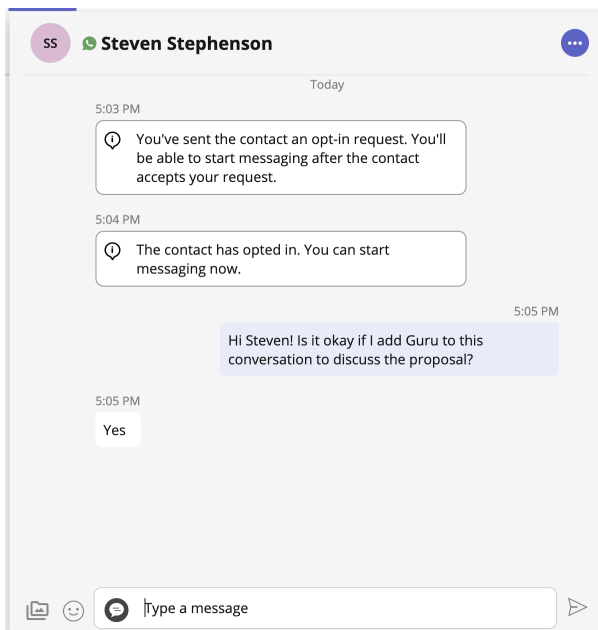 SS
Steven Stephenson
Today
5:03 PM
You've sent the contact an opt-in request. You'll
be able to start messaging after the contact
accepts your request.
5:04 PM
The contact has opted in. You can start
messaging now.
5:05 PM
Hi Steven! Is it okay if I add Guru to this
conversation to discuss the proposal?
5:05 PM
Yes
Type a message